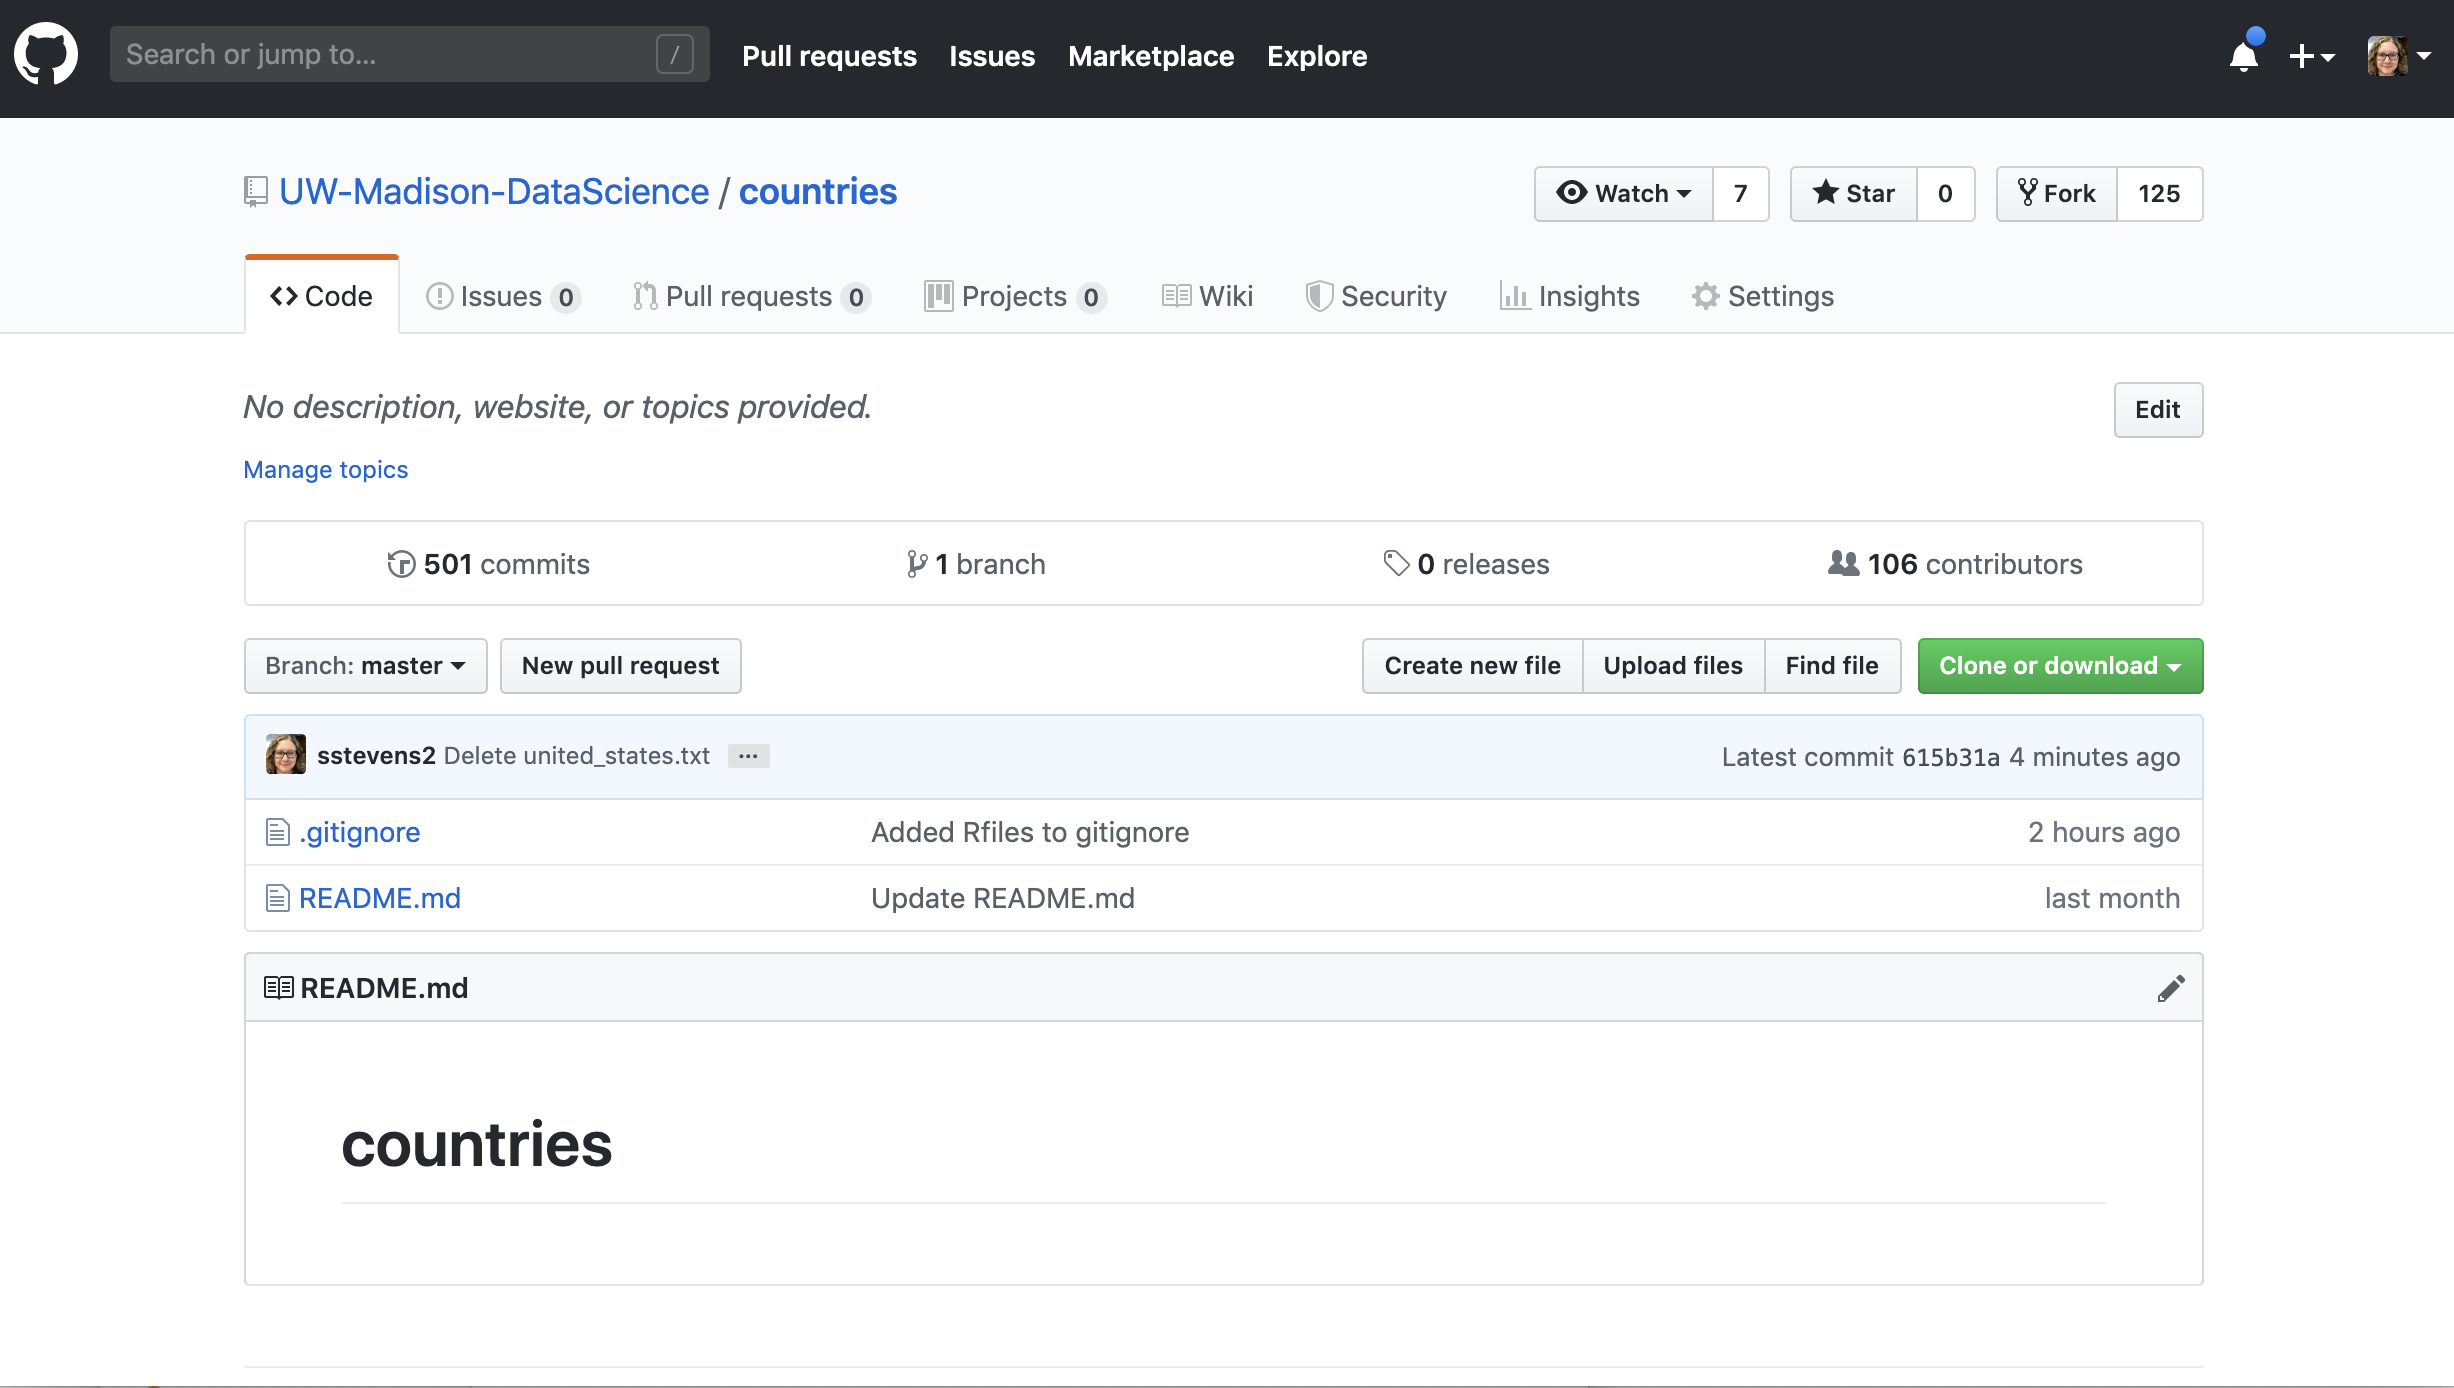 Search or jump to... /
Pull requests Issues Marketplace Explore
UW-Madison-DataScience / countries
Watch 7 Star 0 Fork 125
Code Issues 0 Pull requests 0 Projects 0 Wiki Security Insights Settings
No description, website, or topics provided. Edit
Manage topics
501 commits 1 branch 0 releases 106 contributors
Branch: master New pull request Create new file Upload files Find file Clone or download
sstevens2 Delete united_states.txt ... Latest commit 615b31a 4 minutes ago
.gitignore Added Rfiles to gitignore 2 hours ago
README.md Update README.md last month
README.md
countries